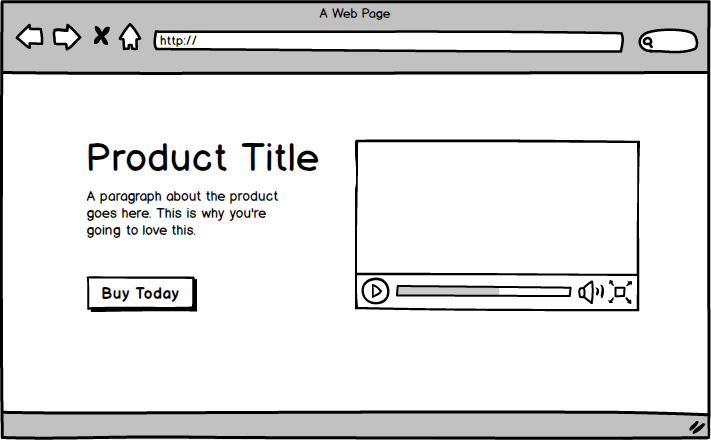 A Web Page
http://
Product Title
A paragraph about the product
goes here. This is why you're
going to love this.
Buy Today